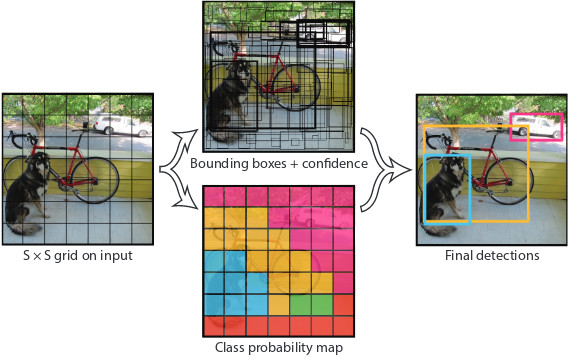 Bounding boxes + confidence
S × S grid on input
Final detections
Class probability map